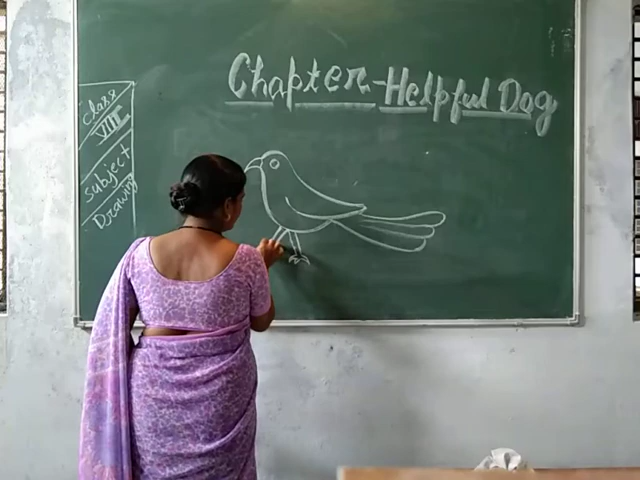 Chapter-Helpful Dog
Class
VIII
Subject
Drawing